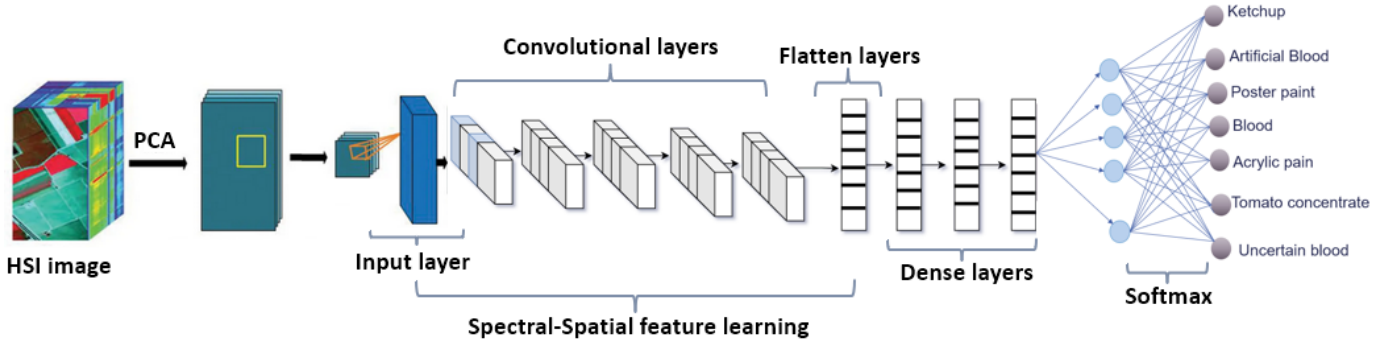 HSI image
PCA
Input layer
Convolutional layers
Flatten layers
Dense layers
Spectral-Spatial feature learning
Softmax
Ketchup
Artificial Blood
Poster paint
Blood
Acrylic pain
Tomato concentrate
Uncertain blood